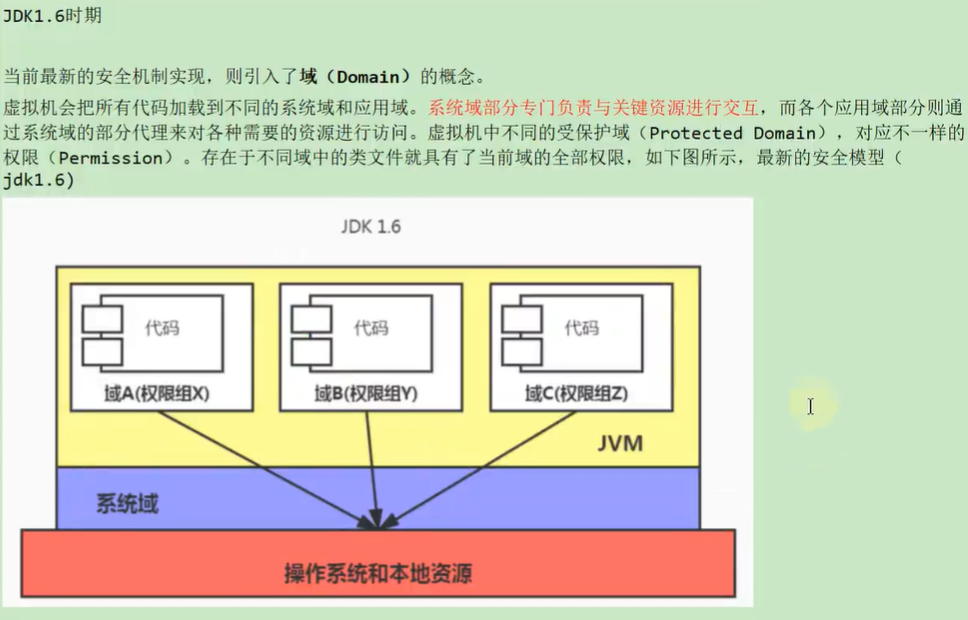 JDK1.6时期
当前最新的安全机制实现，则引入了域（Domain）的概念。
虚拟机会把所有代码加载到不同的系统域和应用域。系统域部分专门负责与关键资源进行交互，而各个应用域部分则通
过系统域的部分代理来对各种需要的资源进行访问。虚拟机中不同的受保护域（Protected Domain），对应不一样的
权限（Permission）。存在于不同域中的类文件就具有了当前域的全部权限，如下图所示，最新的安全模型（
jdk1.6)
JDK 1.6
代码 代码 代码
域A(权限组X) 域B(权限组Y) 域C(权限组Z)
JVM
系统域
操作系统和本地资源